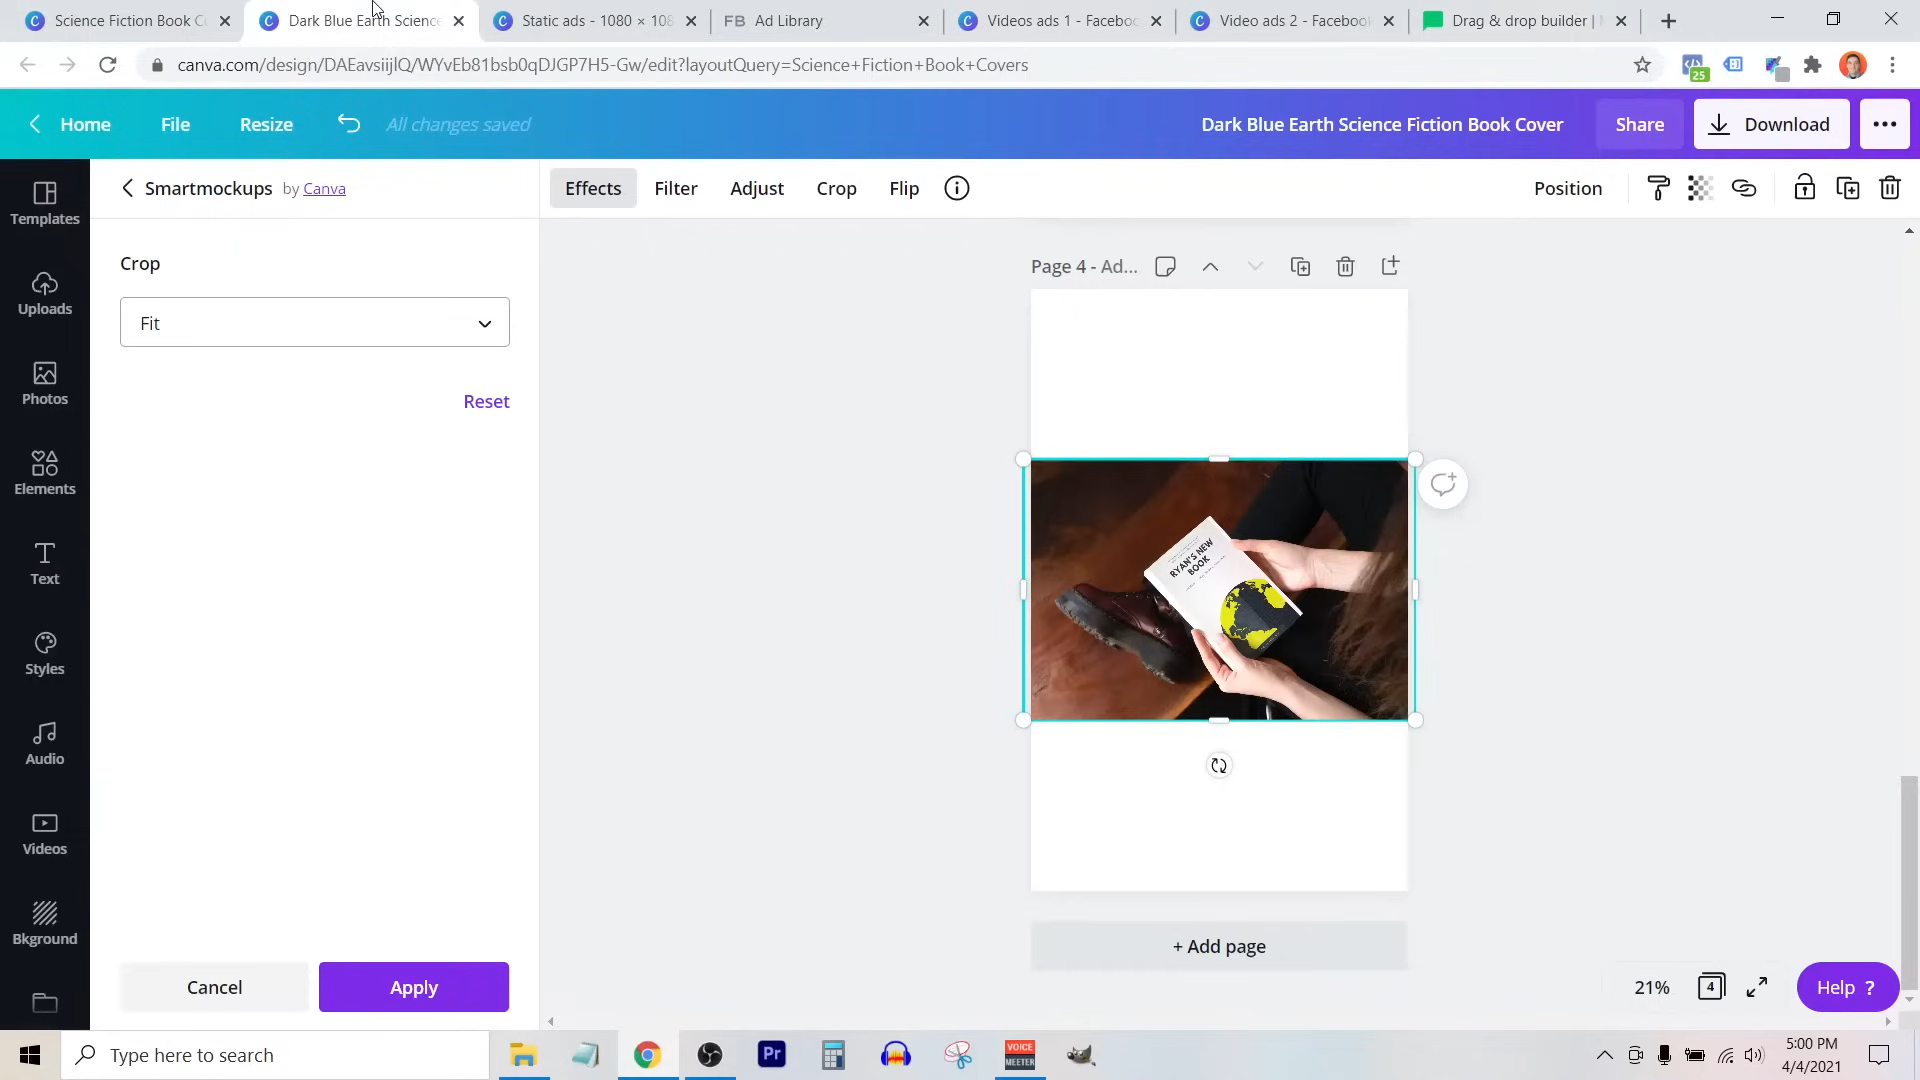 Science Fiction Book C
Dark Blue Earth Science
Static ads - 1080 × 108
FB Ad Library
Videos ads 1 - Faceboo
Video ads 2 - Facebook
Drag & drop builder |
canva.com/design/DAEavsiijlQ/WYvEb81bsb0qDJGP7H5-Gw/edit?layoutQuery=Science+Fiction+Book+Covers
25
Home
File
Resize
All changes saved
Dark Blue Earth Science Fiction Book Cover
Share
Download
Templates
Uploads
Photos
Elements
Text
Styles
Audio
Videos
Bkground
Smartmockups by Canva
Effects
Filter
Adjust
Crop
Flip
Position
Crop
Fit
Reset
Page 4 - Ad...
RYAN'S NEW
BOOK
+ Add page
Cancel
Apply
21%
4
Help ?
Type here to search
Pr
VOICE
MEETER
5:00 PM
4/4/2021